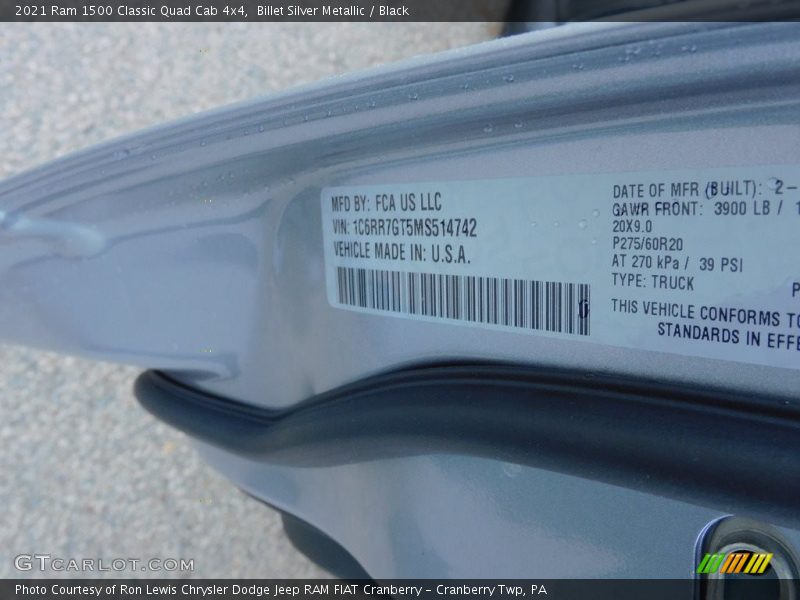 2021 Ram 1500 Classic Quad Cab 4x4, Billet Silver Metallic / Black
MFD BY: FCA US LLC
VIN: 1C6RR7GT5MS514742
VEHICLE MADE IN: U.S.A.
DATE OF MFR (BUILT): 2-
GAWR FRONT: 3900 LB / 1
20X9.0
P275/60R20
AT 270 kPa / 39 PSI
TYPE: TRUCK
P
THIS VEHICLE CONFORMS TO
STANDARDS IN EFFE
GTCARLOT.COM
Photo Courtesy of Ron Lewis Chrysler Dodge Jeep RAM FIAT Cranberry – Cranberry Twp, PA